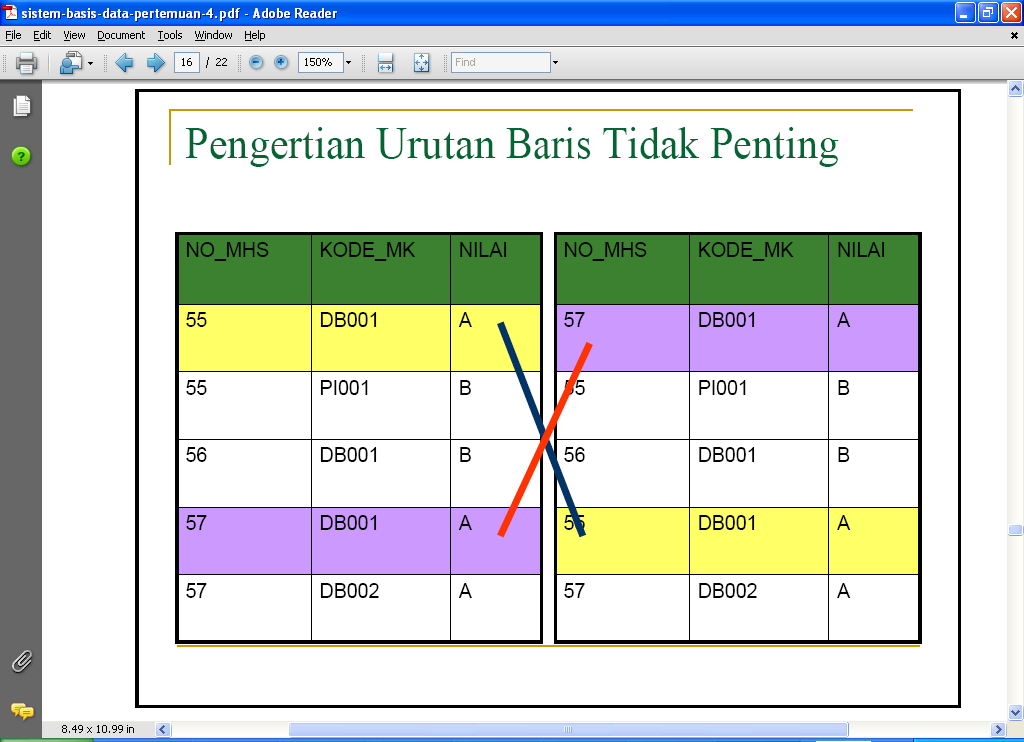 sistem-basis-data-pertemuan-4.pdf - Adobe Reader
File Edit View Document Tools Window Help
16 / 22 150% Find
Pengertian Urutan Baris Tidak Penting
NO_MHS KODE_MK NILAI NO_MHS KODE_MK NILAI
55 DB001 A 57 DB001 A
55 PI001 B 55 PI001 B
56 DB001 B 56 DB001 B
57 DB001 A 55 DB001 A
57 DB002 A 57 DB002 A
8.49 x 10.99 in